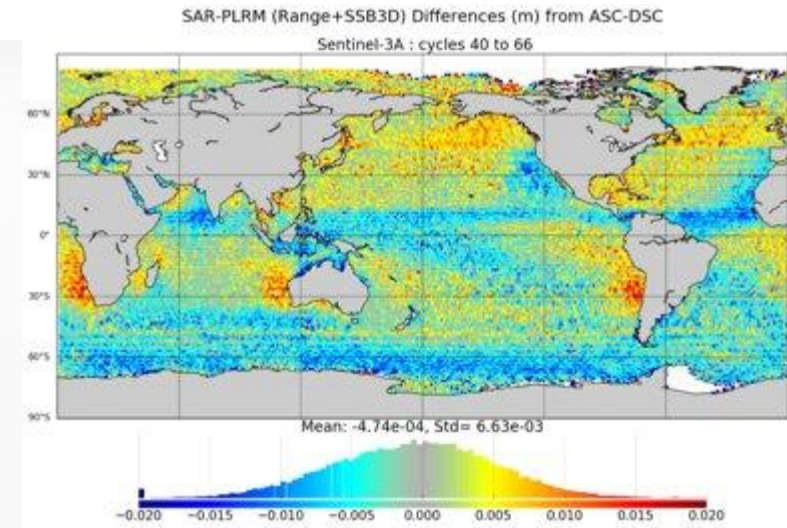 SAR-PLRM (Range+SSB3D) Differences (m) from ASC-DSC
Sentinel-3A : cycles 40 to 66
60°N
30°N
0°
30°S
60°S
90°S
Mean: -4.74e-04, Std= 6.63e-03
−0.020 −0.015 −0.010 −0.005 0.000 0.005 0.010 0.015 0.020